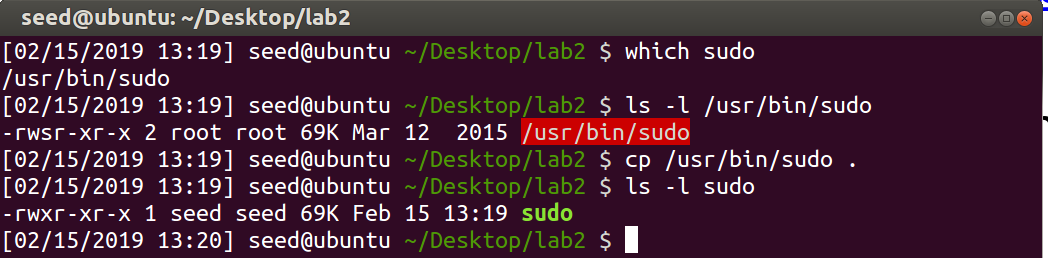 seed@ubuntu: ~/Desktop/lab2
[02/15/2019 13:19] seed@ubuntu ~/Desktop/lab2 $ which sudo
/usr/bin/sudo
[02/15/2019 13:19] seed@ubuntu ~/Desktop/lab2 $ ls -l /usr/bin/sudo
-rwsr-xr-x 2 root root 69K Mar 12  2015 /usr/bin/sudo
[02/15/2019 13:19] seed@ubuntu ~/Desktop/lab2 $ cp /usr/bin/sudo .
[02/15/2019 13:19] seed@ubuntu ~/Desktop/lab2 $ ls -l sudo
-rwxr-xr-x 1 seed seed 69K Feb 15 13:19 sudo
[02/15/2019 13:20] seed@ubuntu ~/Desktop/lab2 $